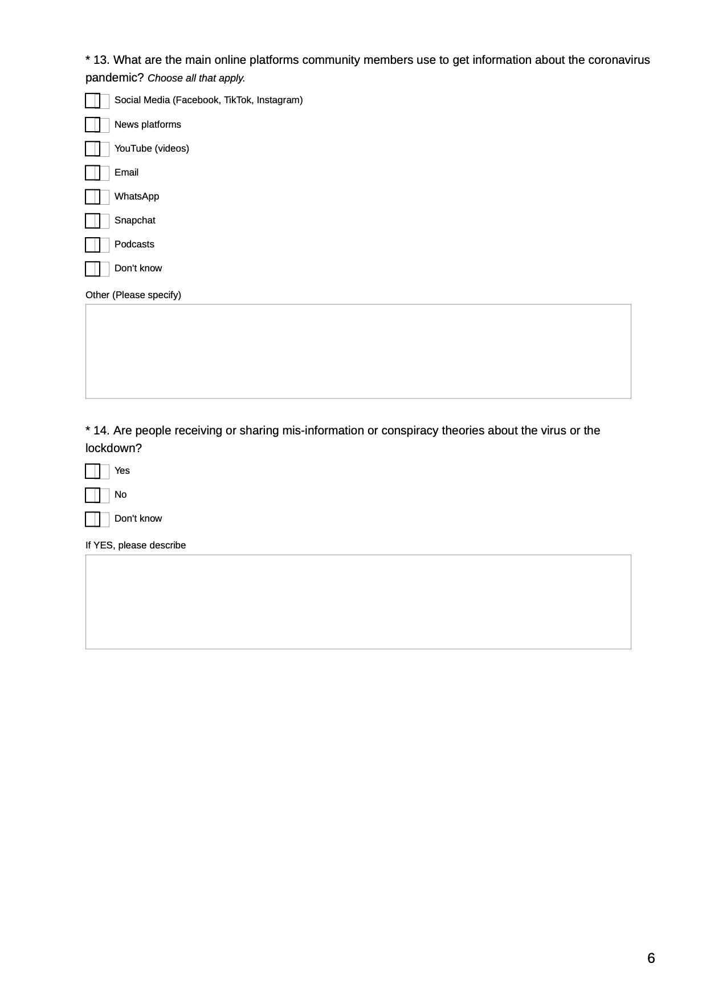 * 13. What are the main online platforms community members use to get information about the coronavirus
pandemic? Choose all that apply.
Social Media (Facebook, TikTok, Instagram)
News platforms
YouTube (videos)
Email
WhatsApp
Snapchat
Podcasts
Don't know
Other (Please specify)
* 14. Are people receiving or sharing mis-information or conspiracy theories about the virus or the
lockdown?
Yes
No
Don't know
If YES, please describe
6